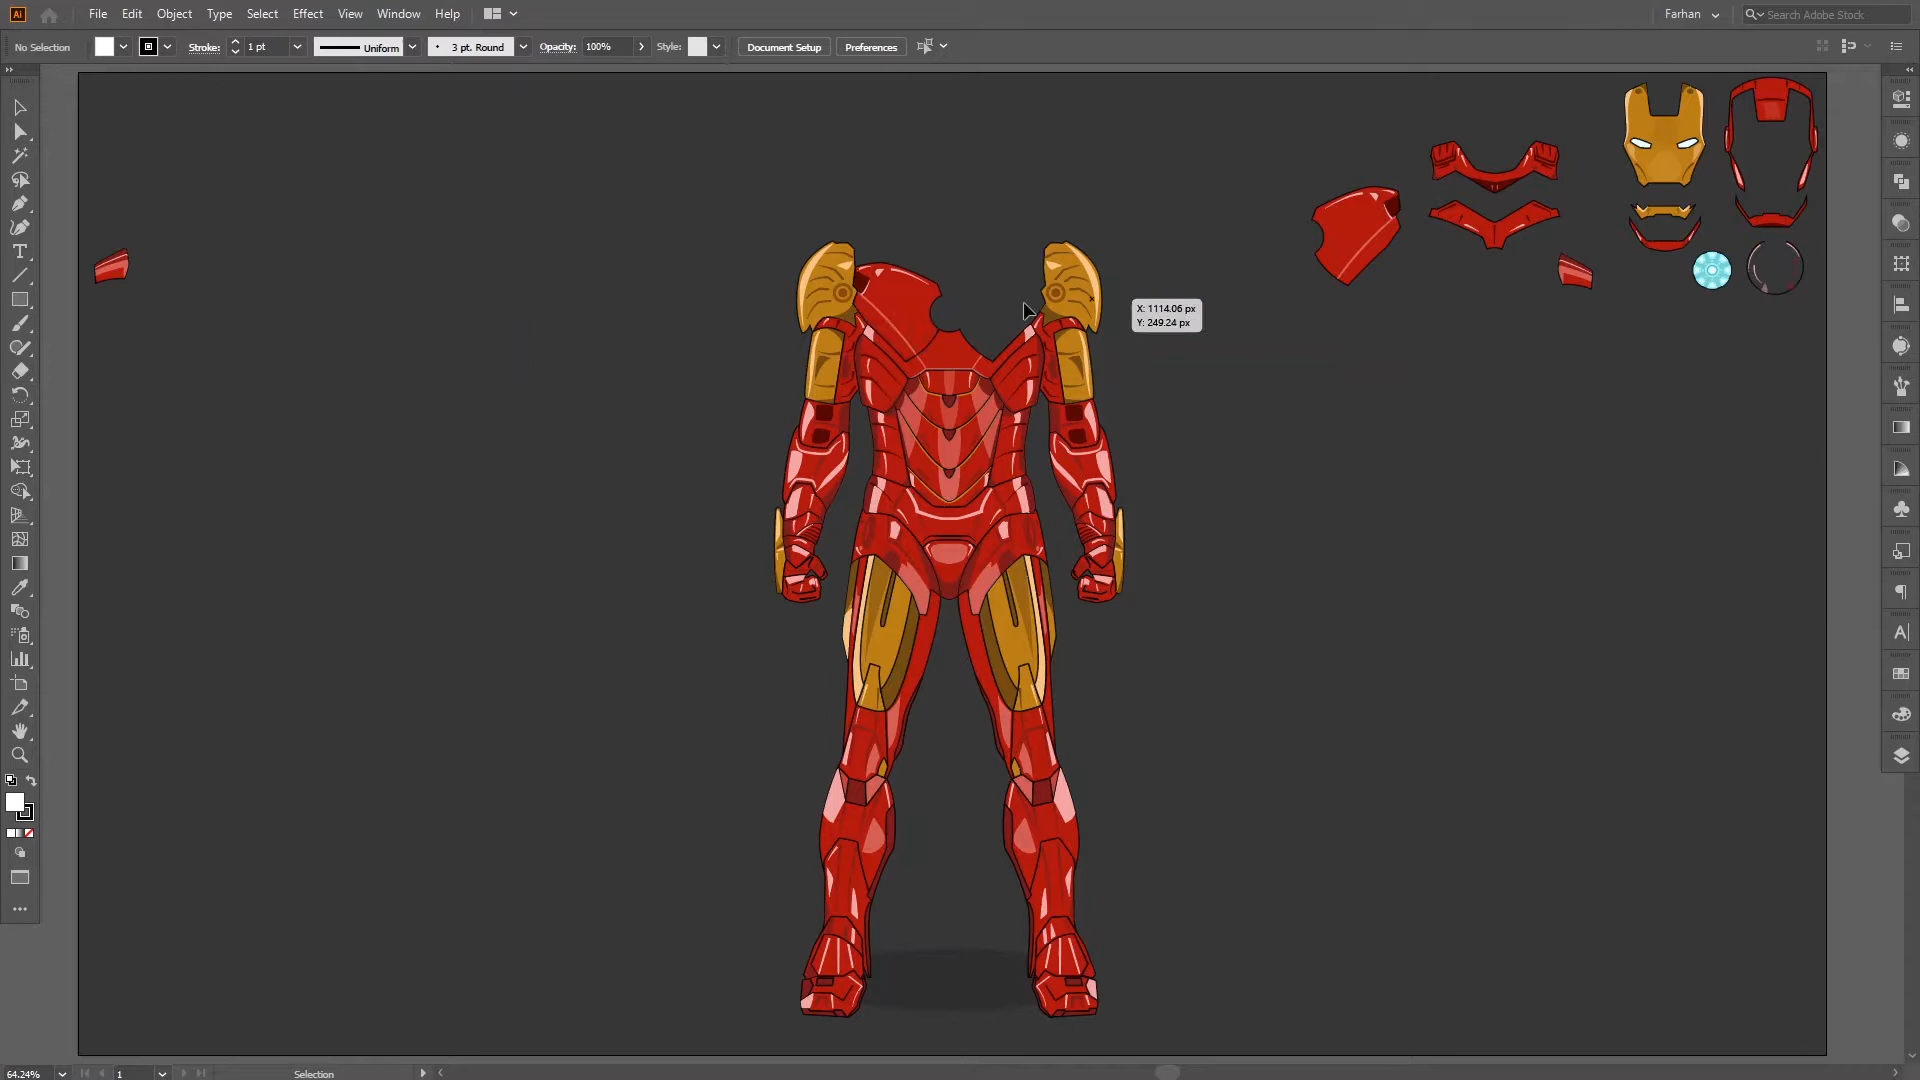 Ai File Edit Object Type Select Effect View Window Help Farhan Search Adobe Stock
No Selection Stroke: 1 pt Uniform 3 pt. Round Opacity: 100% Style: Document Setup Preferences
X: 1114.06 px
Y: 249.24 px
64.24% 1 Selection